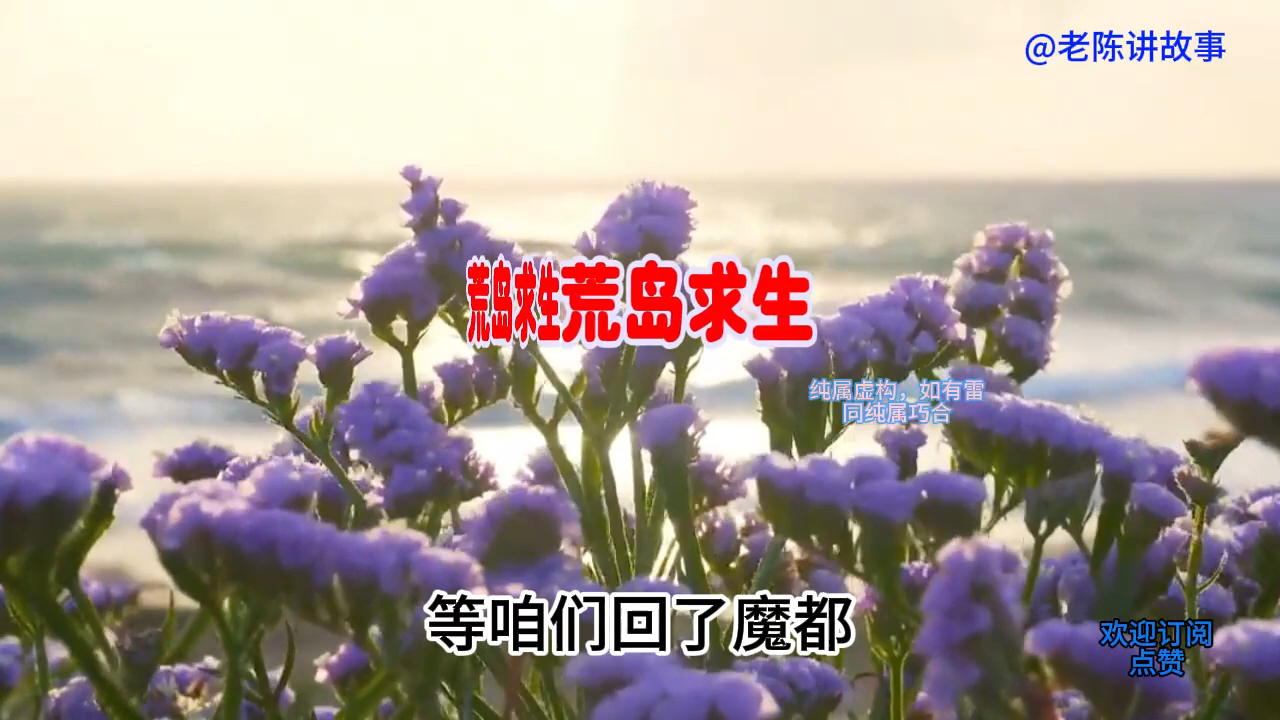 @老陈讲故事
荒岛求生荒岛求生
纯属虚构，如有雷
同纯属巧合
等咱们回了魔都
欢迎订阅
点赞